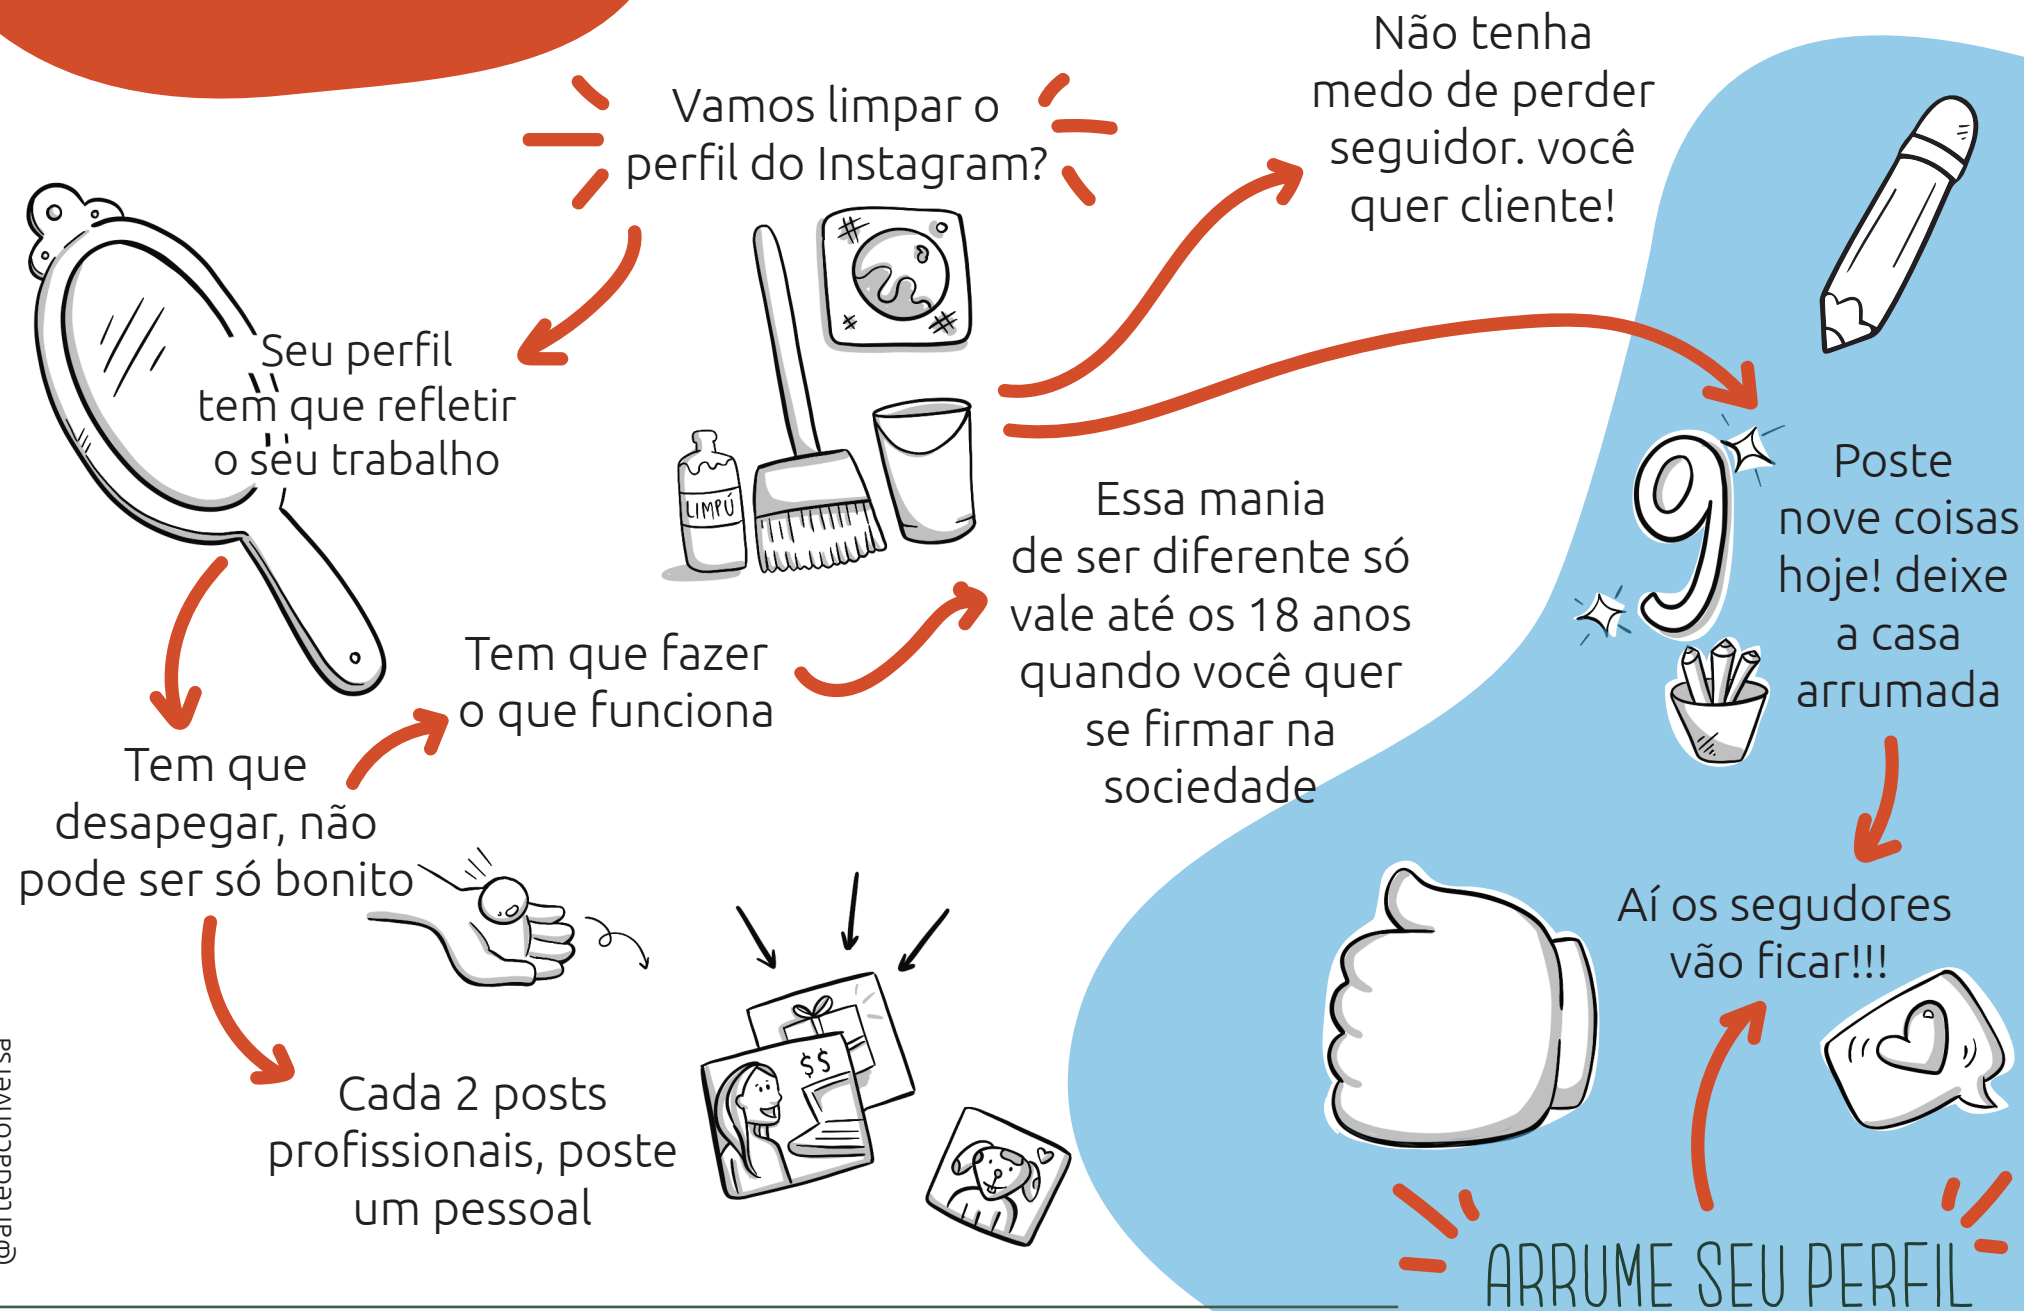 Vamos limpar o
perfil do Instagram?
Não tenha
medo de perder
seguidor. você
quer cliente!
Seu perfil
tem que refletir
o seu trabalho
LIMPÚ
Essa mania
de ser diferente só
vale até os 18 anos
quando você quer
se firmar na
sociedade
Poste
nove coisas
hoje! deixe
a casa
arrumada
9
Tem que fazer
o que funciona
Tem que
desapegar, não
pode ser só bonito
Aí os segudores
vão ficar!!!
$$
Cada 2 posts
profissionais, poste
um pessoal
@artedaconversa
ARRUME SEU PERFIL